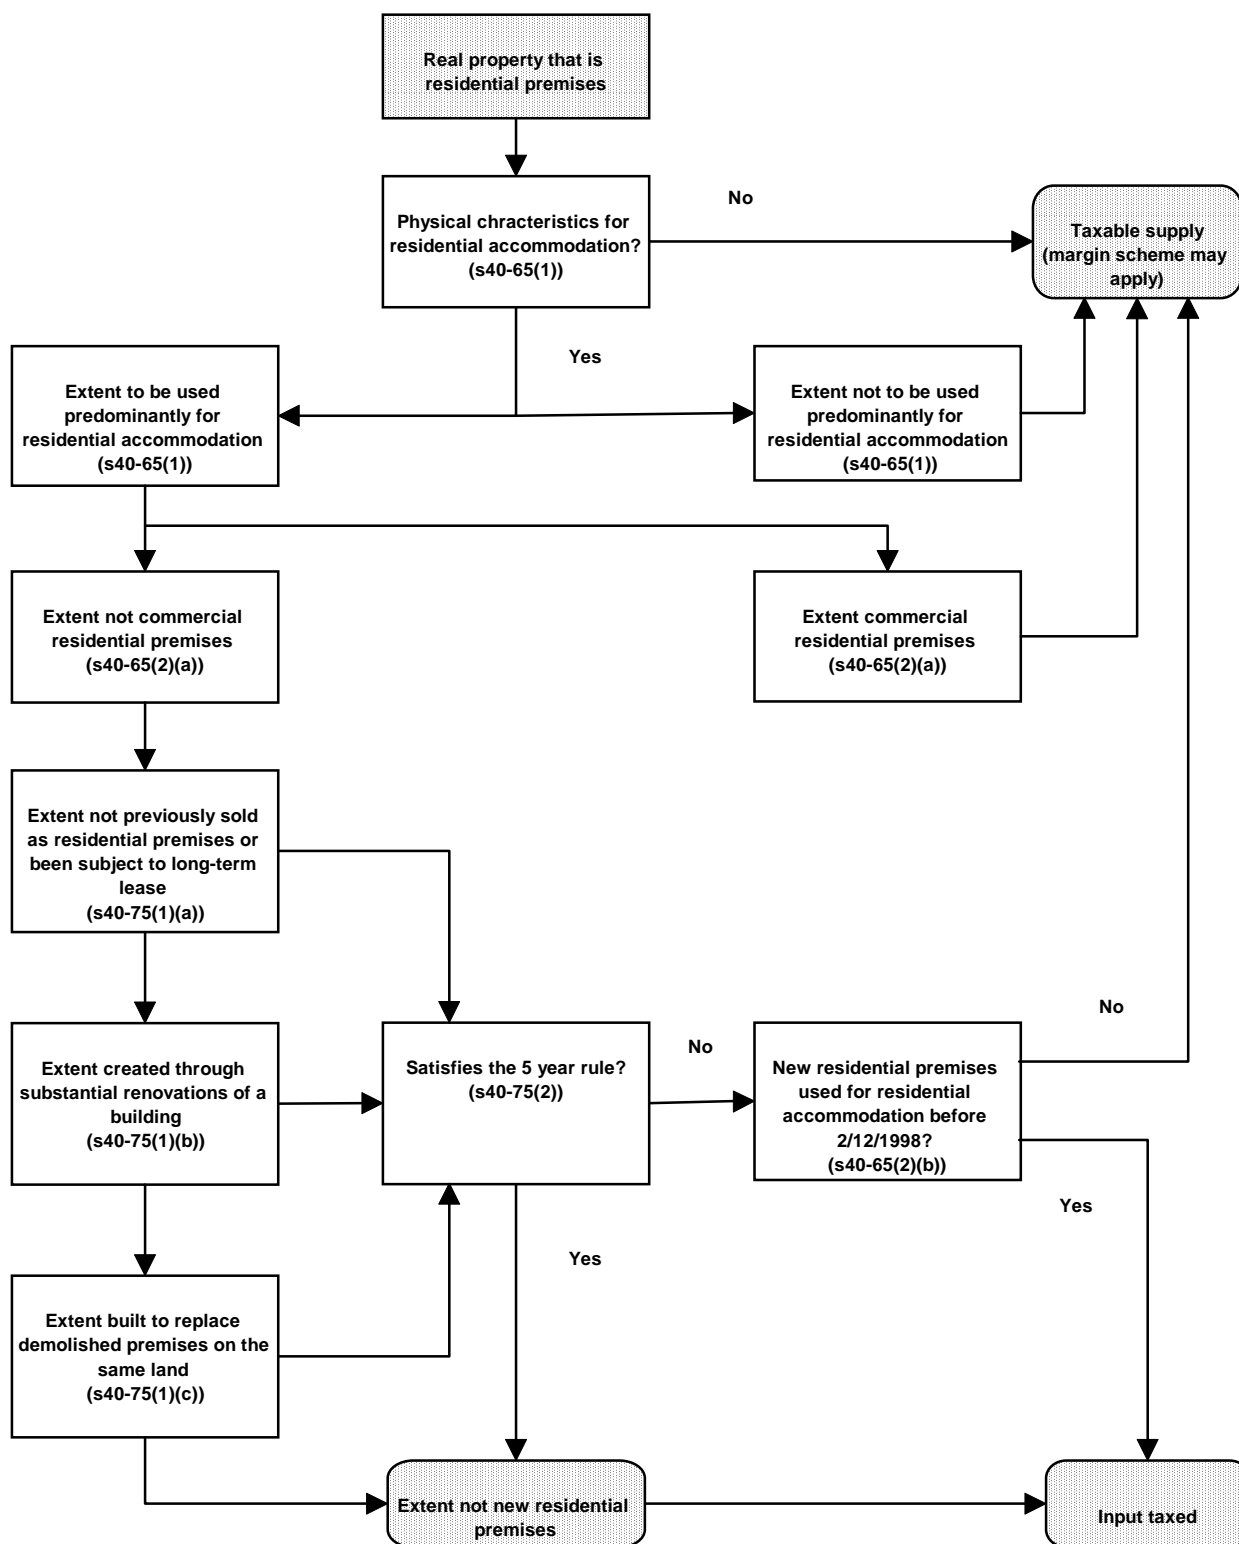 Real property that is
residential premises
Physical chracteristics for
residential accommodation?
(s40-65(1))
No
Taxable supply
(margin scheme may
apply)
Yes
Extent to be used
predominantly for
residential accommodation
(s40-65(1))
Extent not to be used
predominantly for
residential accommodation
(s40-65(1))
Extent not commercial
residential premises
(s40-65(2)(a))
Extent commercial
residential premises
(s40-65(2)(a))
Extent not previously sold
as residential premises or
been subject to long-term
lease
(s40-75(1)(a))
Extent created through
substantial renovations of a
building
(s40-75(1)(b))
Satisfies the 5 year rule?
(s40-75(2))
No
New residential premises
used for residential
accommodation before
2/12/1998?
(s40-65(2)(b))
No
Yes
Yes
Extent built to replace
demolished premises on the
same land
(s40-75(1)(c))
Extent not new residential
premises
Input taxed